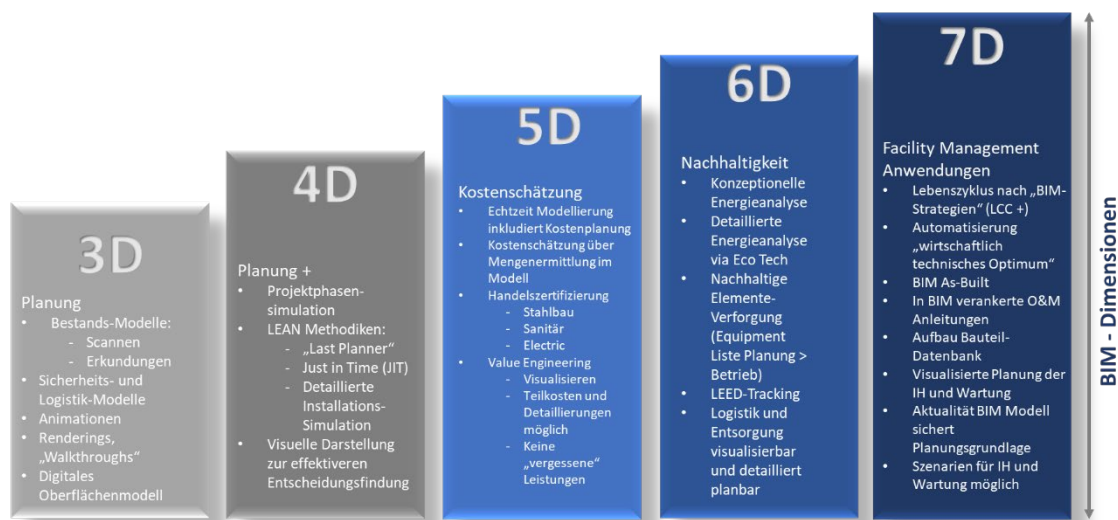 3D
Planung
• Bestands-Modelle:
- Scannen
- Erkundungen
• Sicherheits- und
Logistik-Modelle
• Animationen
• Renderings,
„Walkthroughs“
• Digitales
Oberflächenmodell
4D
Planung +
• Projektphasen-
simulation
• LEAN Methodiken:
- „Last Planner“
- Just in Time (JIT)
- Detaillierte
Installations-
Simulation
• Visuelle Darstellung
zur effektiveren
Entscheidungsfindung
5D
Kostenschätzung
• Echtzeit Modellierung
inkludiert Kostenplanung
• Kostenschätzung über
Mengenermittlung im
Modell
• Handelszertifizierung
- Stahlbau
- Sanitär
- Electric
• Value Engineering
- Visualisieren
- Teilkosten und
Detaillierungen
möglich
- Keine
„vergessene“
Leistungen
6D
Nachhaltigkeit
• Konzeptionelle
Energieanalyse
• Detaillierte
Energieanalyse
via Eco Tech
• Nachhaltige
Elemente-
Verforgung
(Equipment
Liste Planung >
Betrieb)
• LEED-Tracking
• Logistik und
Entsorgung
visualisierbar
und detailliert
planbar
7D
Facility Management
Anwendungen
• Lebenszyklus nach „BIM-
Strategien“ (LCC +)
• Automatisierung
„wirtschaftlich
technisches Optimum“
• BIM As-Built
• In BIM verankerte O&M
Anleitungen
• Aufbau Bauteil-
Datenbank
• Visualisierte Planung der
IH und Wartung
• Aktualität BIM Modell
sichert
Planungsgrundlage
• Szenarien für IH und
Wartung möglich
BIM - Dimensionen